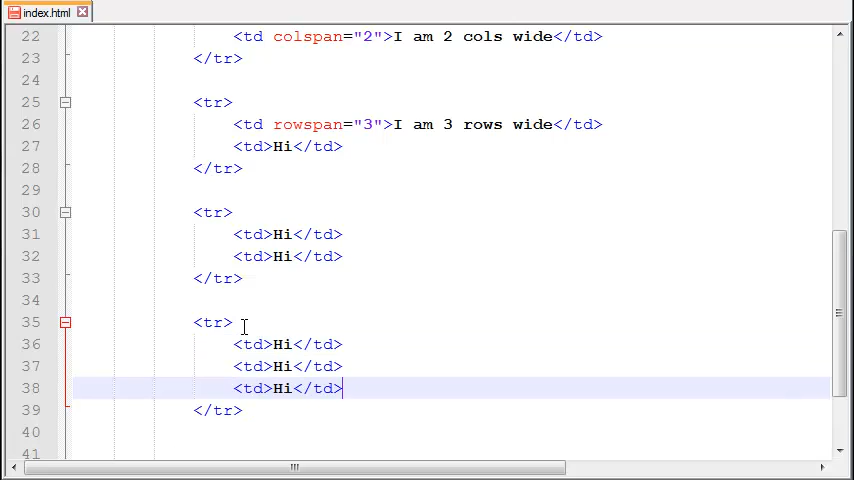 index.html
22 <td colspan="2">I am 2 cols wide</td>
23 </tr>
24
25 <tr>
26 <td rowspan="3">I am 3 rows wide</td>
27 <td>Hi</td>
28 </tr>
29
30 <tr>
31 <td>Hi</td>
32 <td>Hi</td>
33 </tr>
34
35 <tr>
36 <td>Hi</td>
37 <td>Hi</td>
38 <td>Hi</td>
39 </tr>
40
41